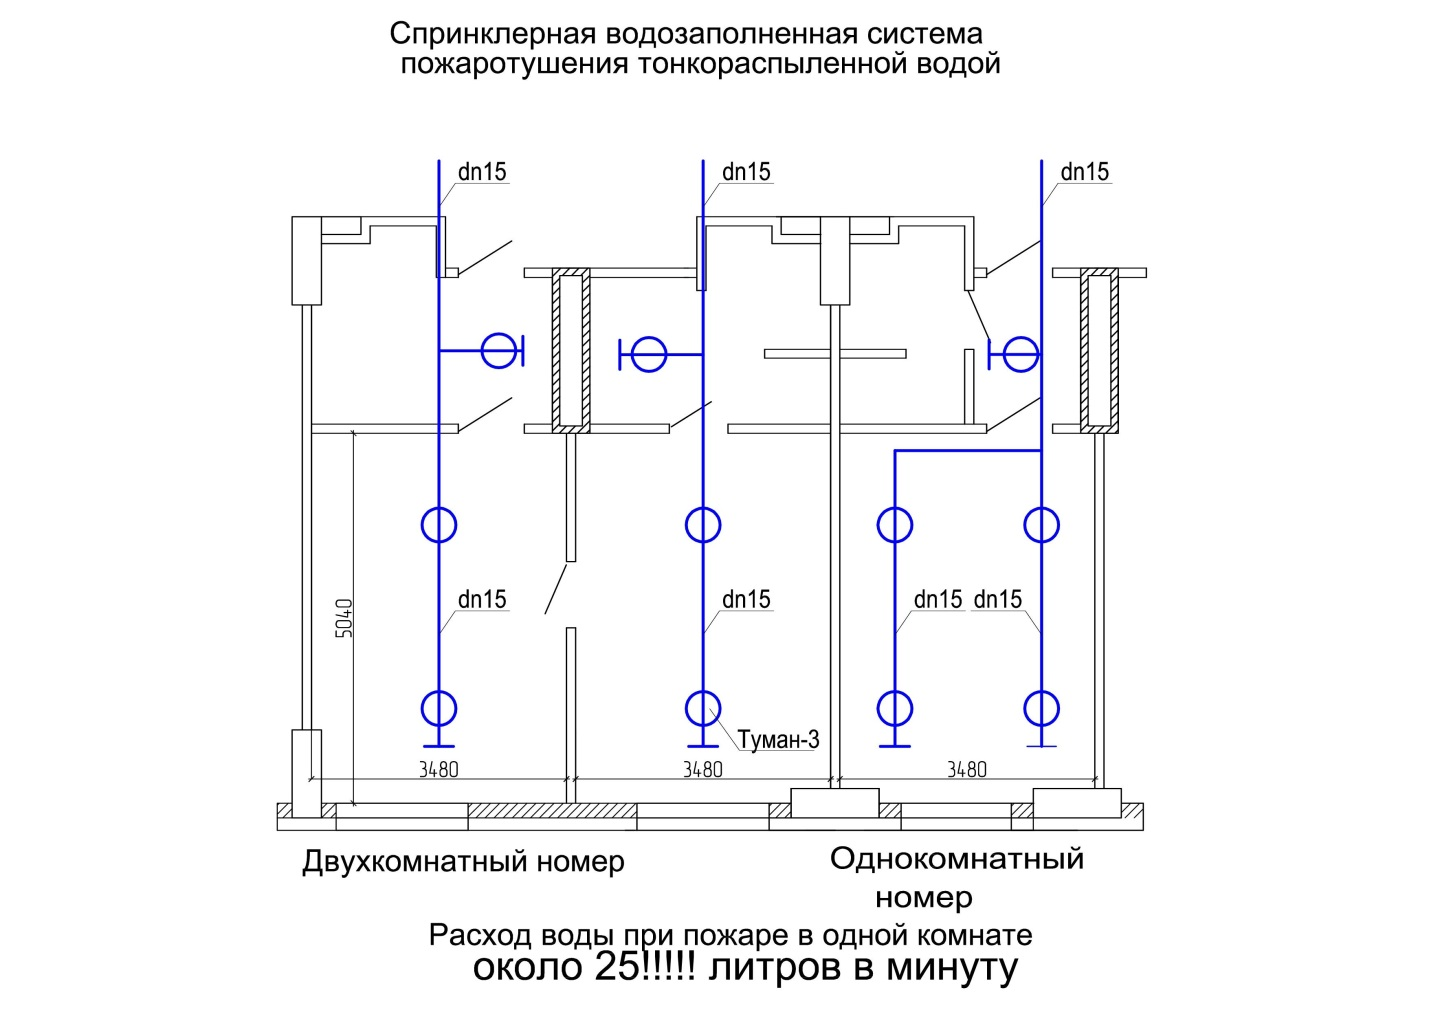 Спринклерная водозаполненная система
пожаротушения тонкораспыленной водой
dn15 dn15 dn15
dn15 dn15 dn15 dn15
5040
Туман-3
3480 3480 3480
Двухкомнатный номер
Однокомнатный
номер
Расход воды при пожаре в одной комнате
около 25!!!!! литров в минуту